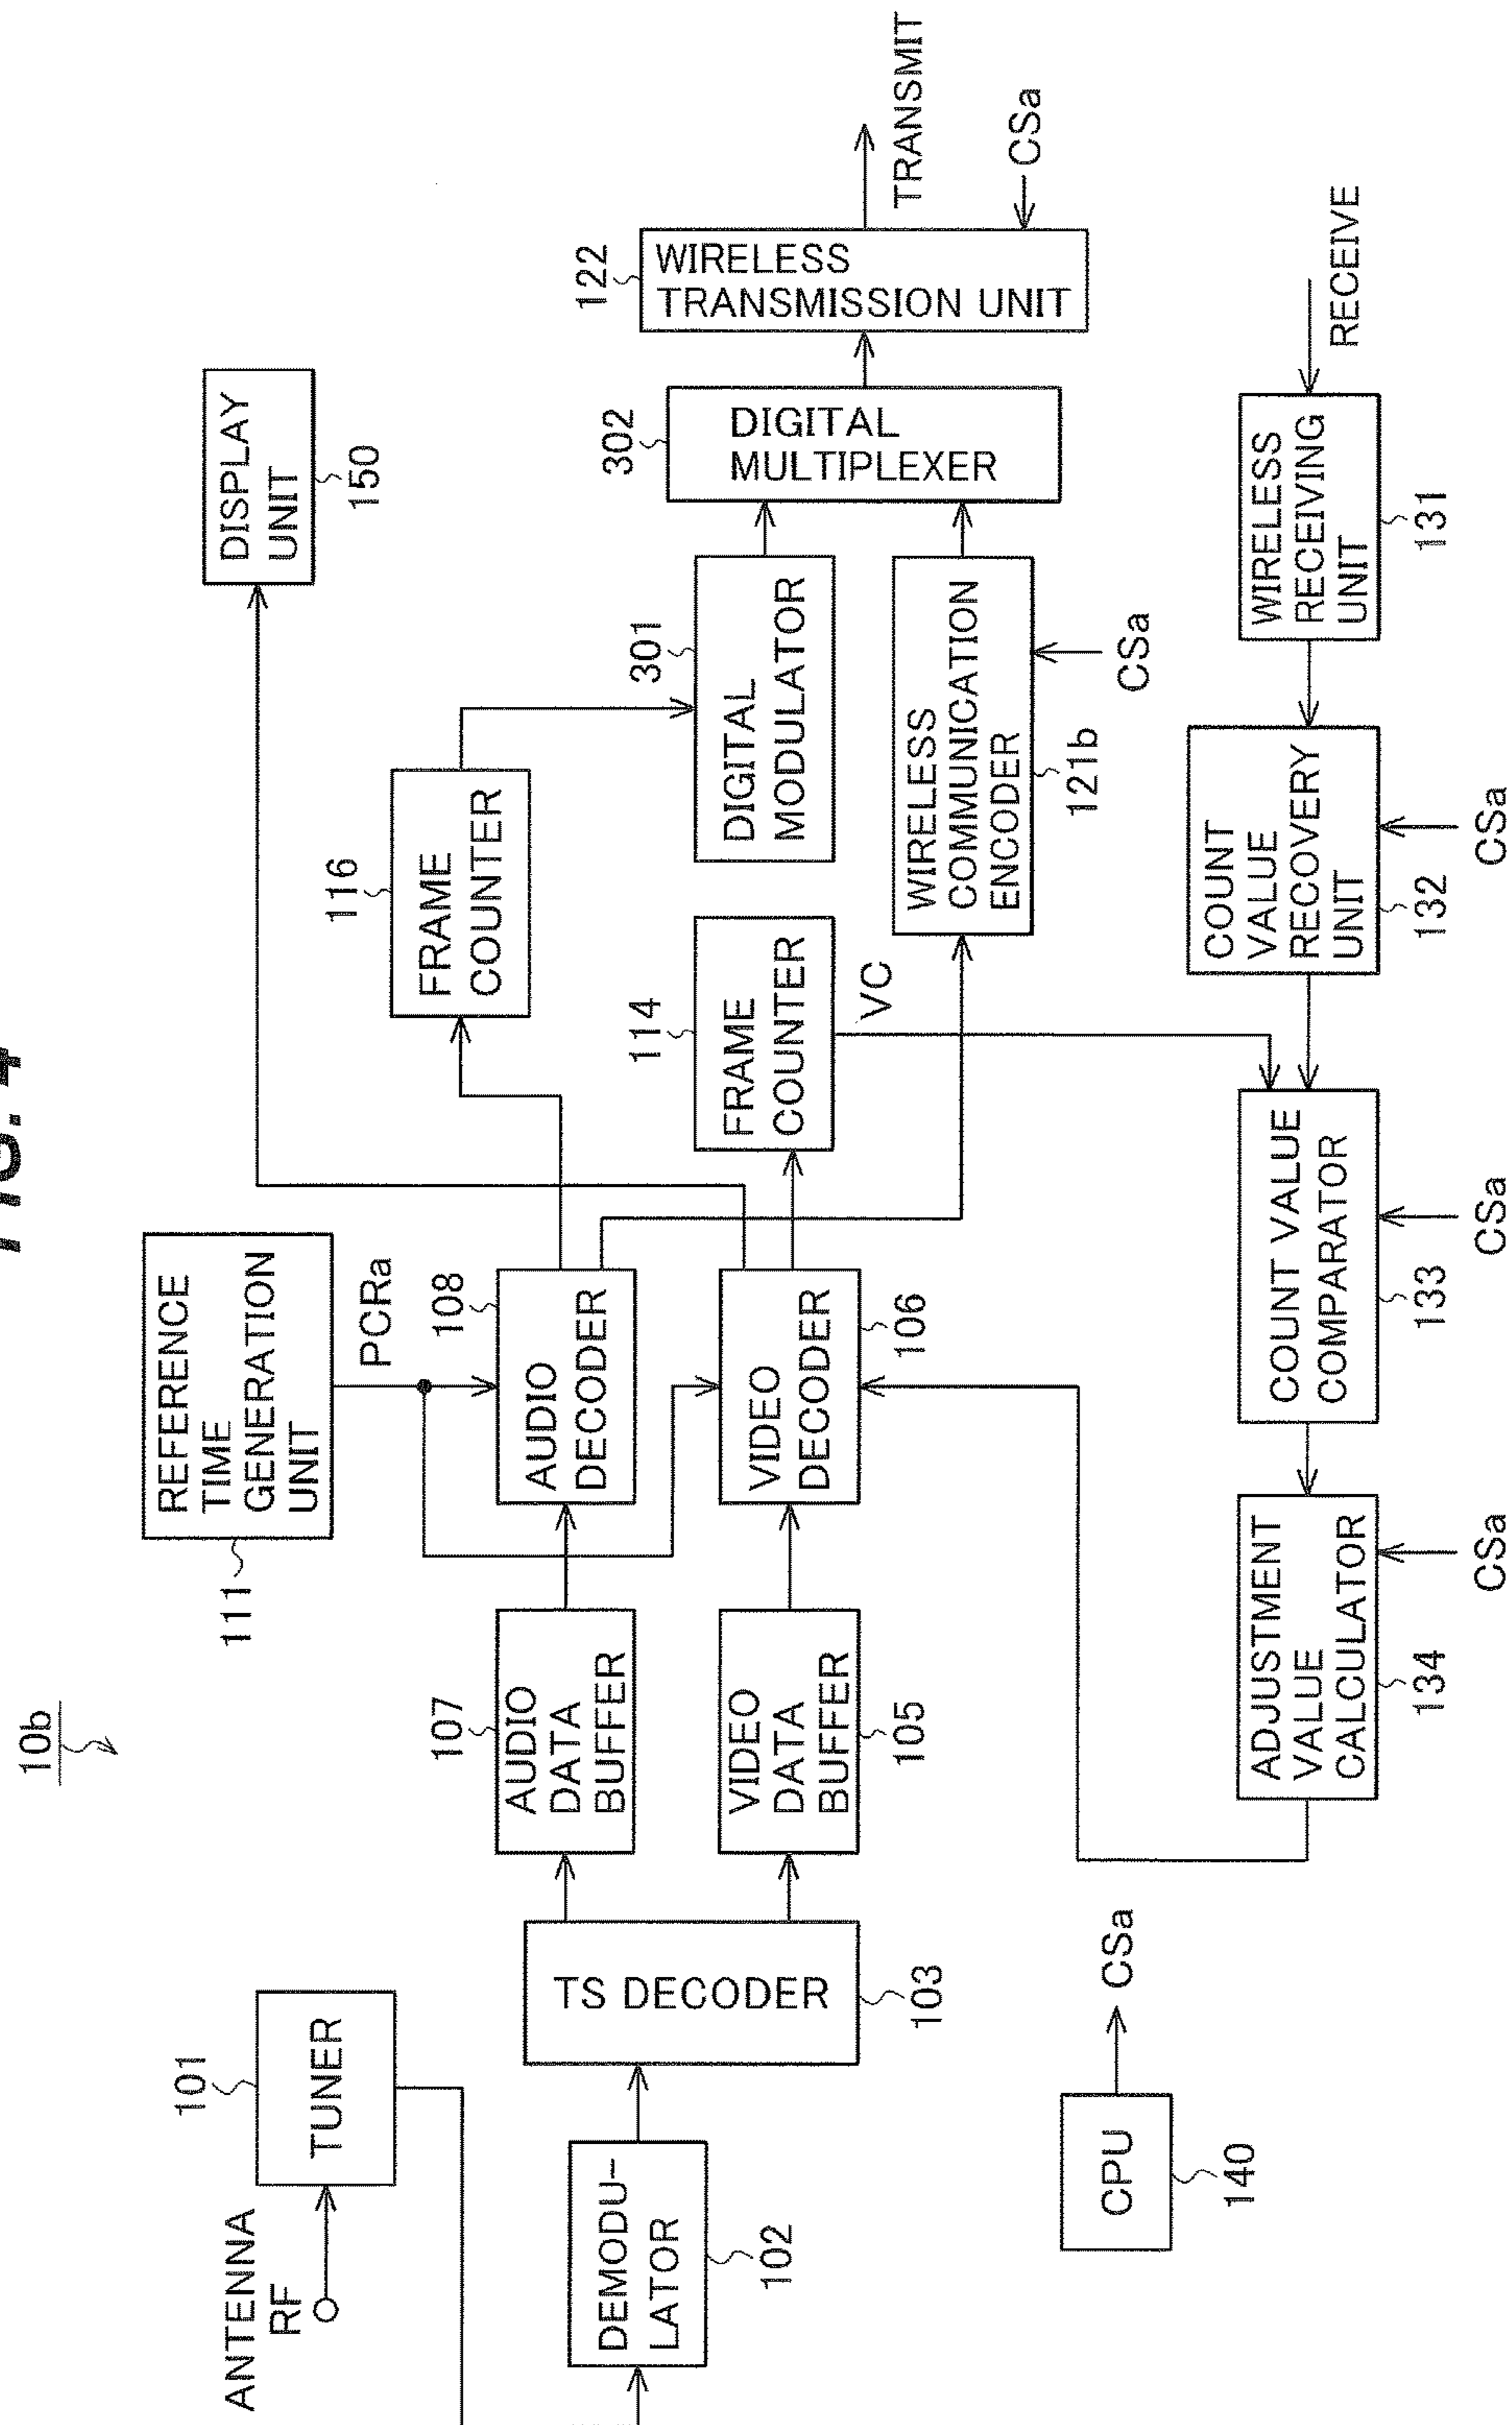 FIG. 4
10b
ANTENNA
RF
101
TUNER
DEMODU-
LATOR
102
TS DECODER
103
107
AUDIO
DATA
BUFFER
VIDEO
DATA
BUFFER
105
111
REFERENCE
TIME
GENERATION
UNIT
PCRa
108
AUDIO
DECODER
VIDEO
DECODER
106
116
FRAME
COUNTER
114
FRAME
COUNTER
VC
DISPLAY
UNIT
150
301
DIGITAL
MODULATOR
WIRELESS
COMMUNICATION
ENCODER
121b
CSa
302
DIGITAL
MULTIPLEXER
122
WIRELESS
TRANSMISSION UNIT
TRANSMIT
CSa
CPU
140
CSa
ADJUSTMENT
VALUE
CALCULATOR
134
CSa
COUNT VALUE
COMPARATOR
133
CSa
COUNT
VALUE
RECOVERY
UNIT
132
CSa
WIRELESS
RECEIVING
UNIT
131
RECEIVE